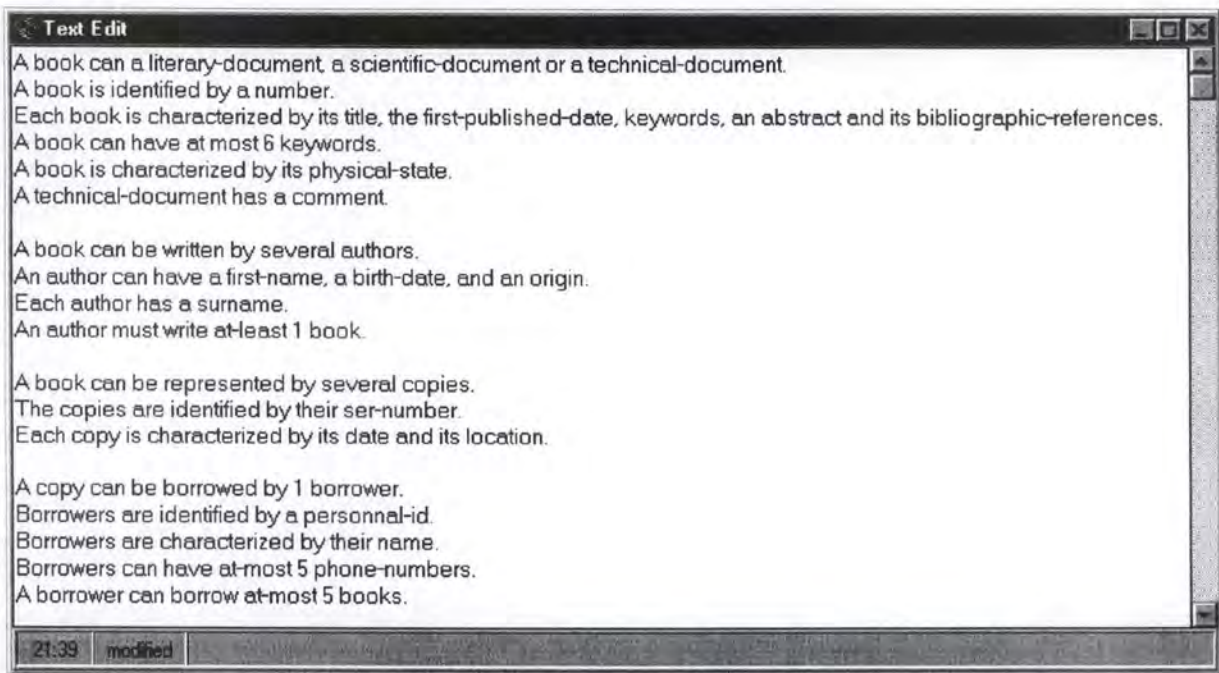 Text Edit
A book can a literary-document, a scientific-document or a technical-document.
A book is identified by a number.
Each book is characterized by its title, the first-published-date, keywords, an abstract and its bibliographic-references.
A book can have at most 6 keywords.
A book is characterized by its physical-state.
A technical-document has a comment.
A book can be written by several authors.
An author can have a first-name, a birth-date, and an origin.
Each author has a surname.
An author must write at-least 1 book.
A book can be represented by several copies.
The copies are identified by their ser-number.
Each copy is characterized by its date and its location.
A copy can be borrowed by 1 borrower.
Borrowers are identified by a personnal-id.
Borrowers are characterized by their name.
Borrowers can have at-most 5 phone-numbers.
A borrower can borrow at-most 5 books.
21:39 modified